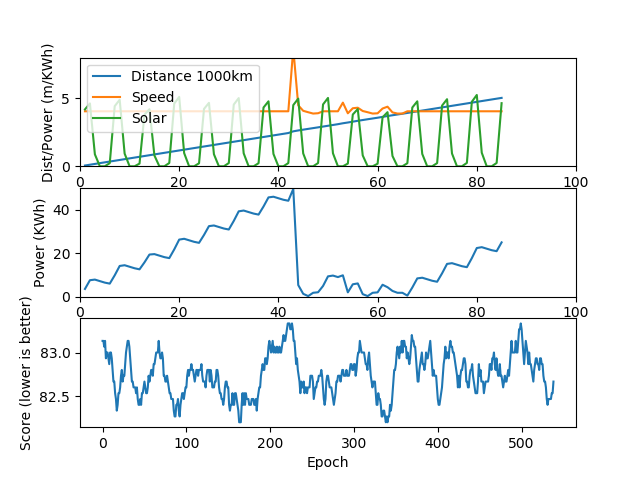 Dist/Power (m/KWh)
5
0
Distance 1000km
Speed
Solar
0 20 40 60 80 100
Power (KWh)
40
20
0
0 20 40 60 80 100
Score (lower is better)
83.0
82.5
0 100 200 300 400 500
Epoch